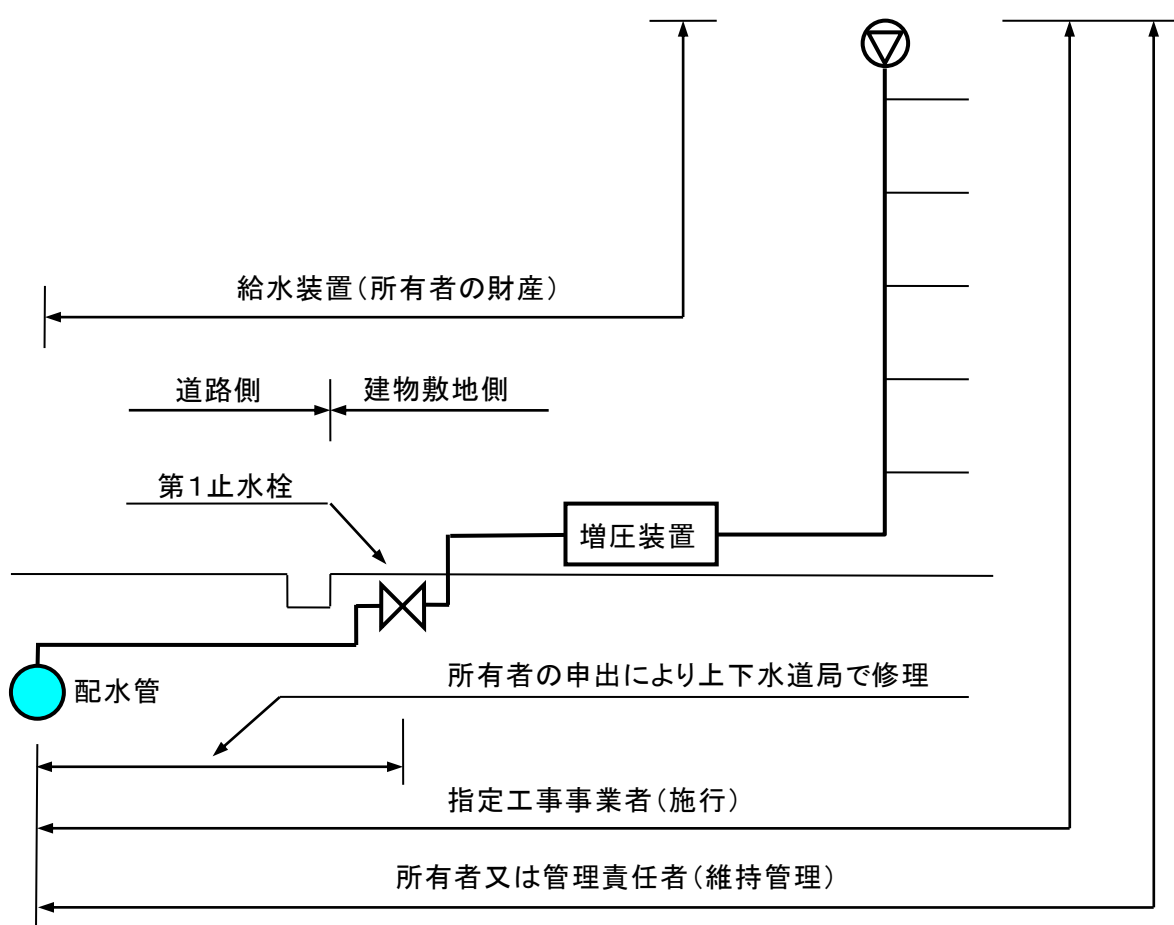 給水装置(所有者の財産)
道路側
建物敷地側
第1止水栓
増圧装置
配水管
所有者の申出により上下水道局で修理
指定工事事業者(施行)
所有者又は管理責任者(維持管理)